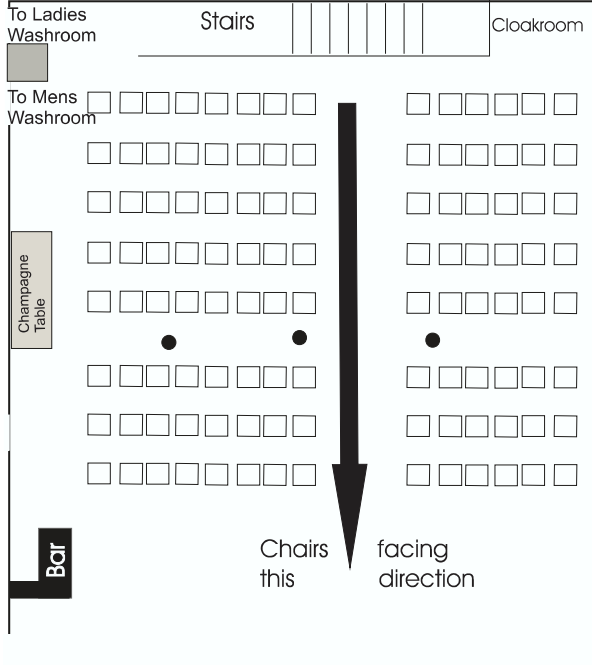 To Ladies
Washroom
Stairs
Cloakroom
To Mens
Washroom
Champagne
Table
Bar
Chairs facing
this direction